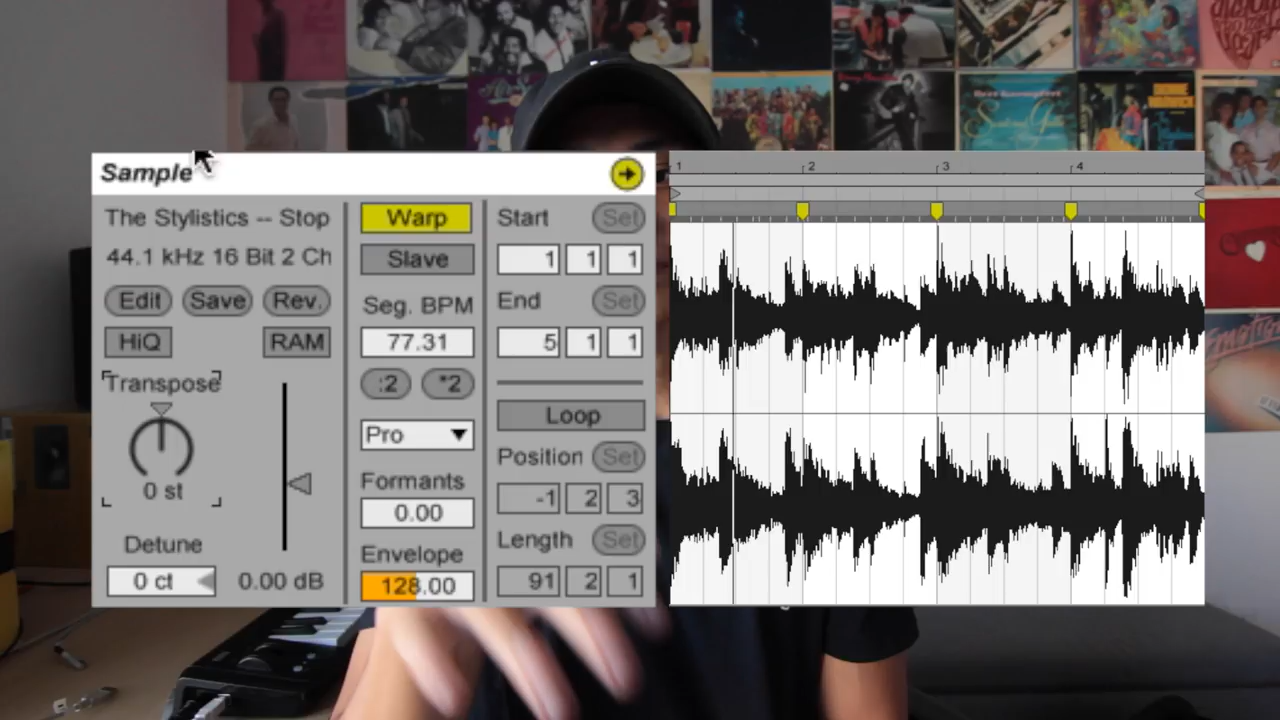 Sample
The Stylistics -- Stop
44.1 kHz 16 Bit 2 Ch
Edit Save Rev.
HiQ RAM
Transpose
0 st
Detune
0 ct 0.00 dB
Warp
Slave
Seg. BPM
77.31
:2 *2
Pro
Formants
0.00
Envelope
128.00
Start Set
1 1 1
End Set
5 1 1
Loop
Position Set
-1 2 3
Length Set
91 2 1
1 2 3 4